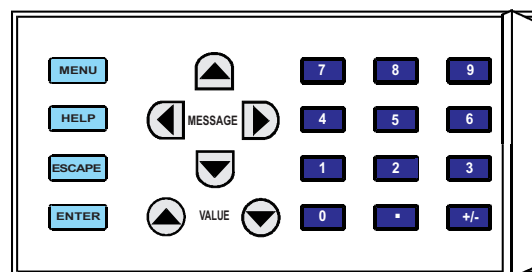 MENU 7 8 9
HELP MESSAGE 4 5 6
ESCAPE 1 2 3
ENTER VALUE 0 . +/-